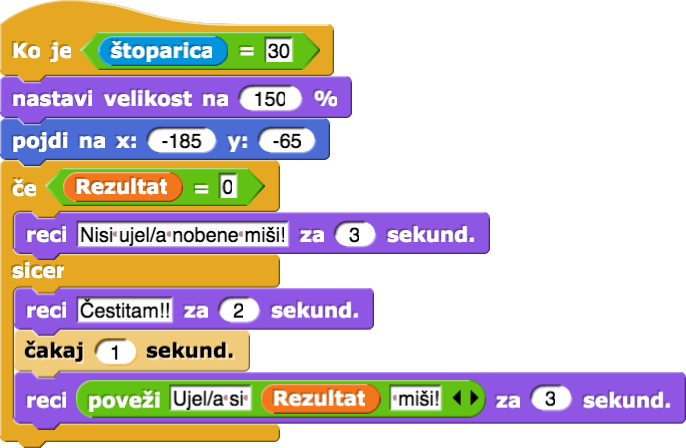 Ko je štoparica = 30
nastavi velikost na 150 %
pojdi na x: -185 y: -65
če Rezultat = 0
reci Nisi ujel/a nobene miši! za 3 sekund.
sicer
reci Čestitam!! za 2 sekund.
čakaj 1 sekund.
reci poveži Ujel/a si Rezultat miši! za 3 sekund.